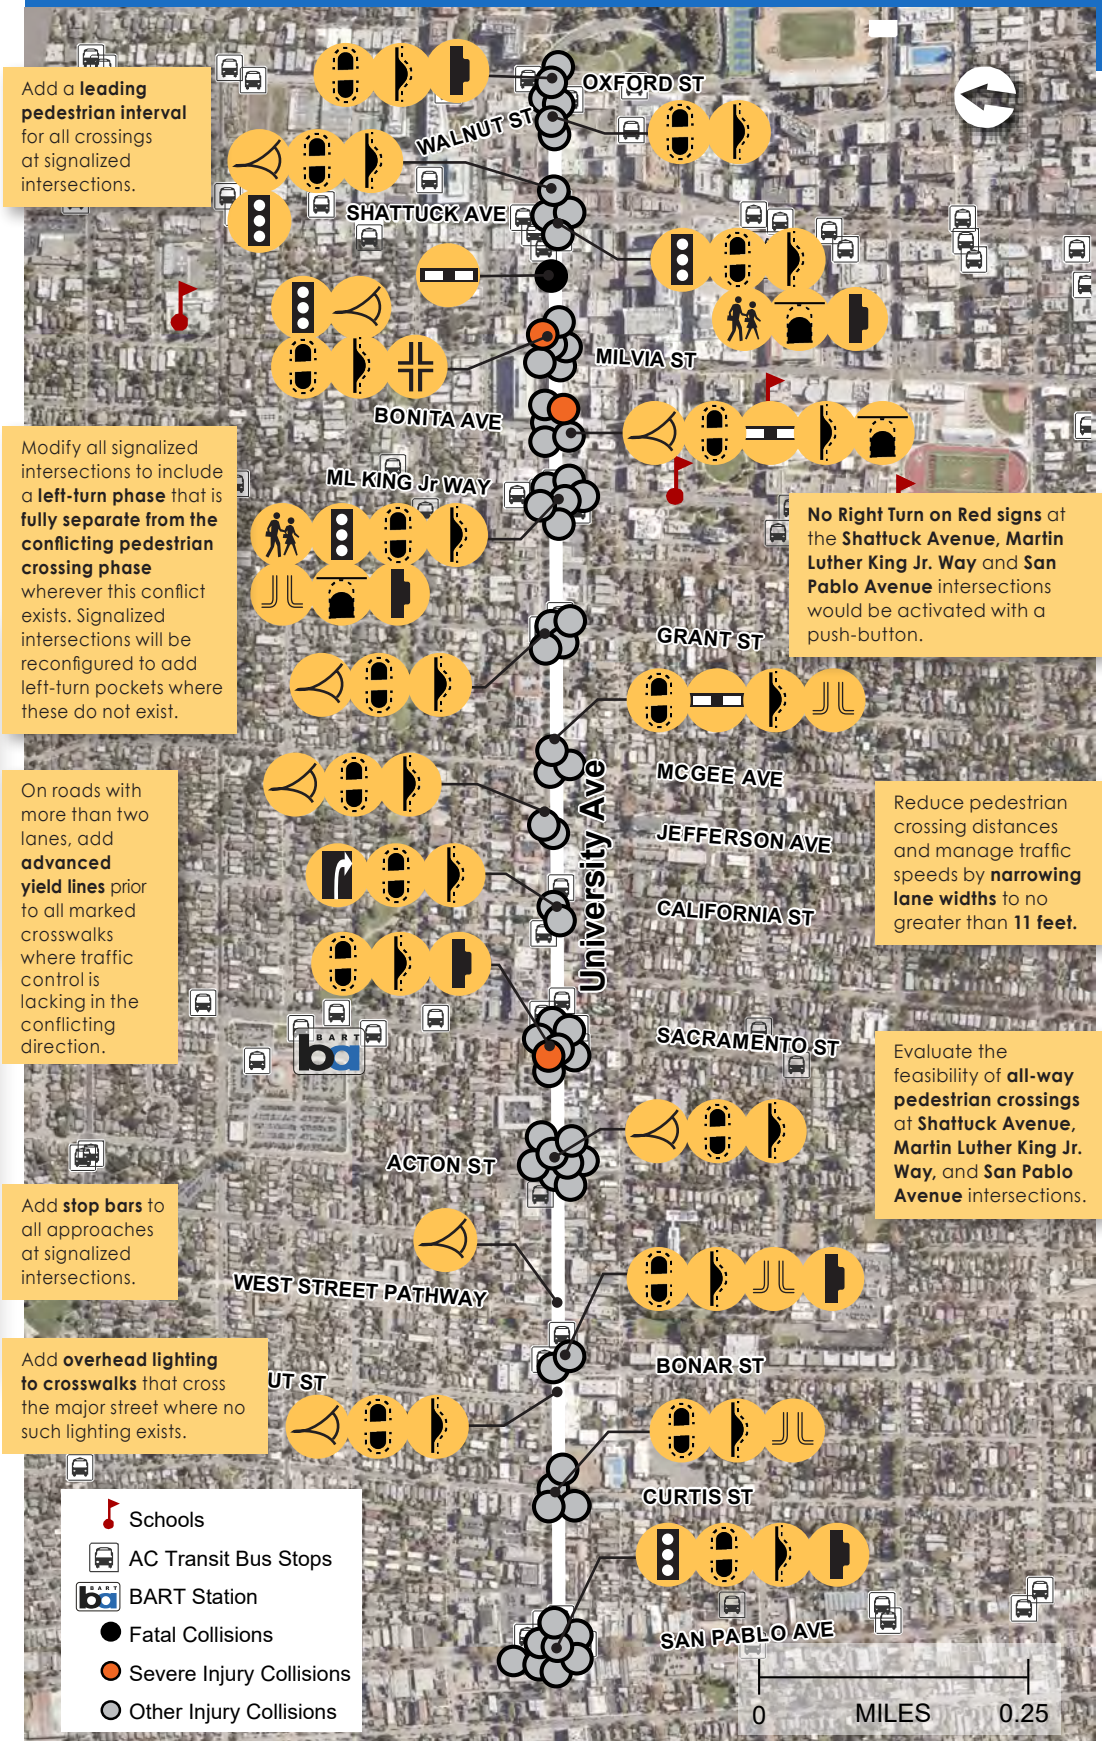 OXFORD ST
WALNUT ST
SHATTUCK AVE
MILVIA ST
BONITA AVE
ML KING Jr WAY
GRANT ST
MCGEE AVE
University Ave
JEFFERSON AVE
CALIFORNIA ST
SACRAMENTO ST
ACTON ST
WEST STREET PATHWAY
BONAR ST
UT ST
CURTIS ST
SAN PABLO AVE
Add a leading
pedestrian interval
for all crossings
at signalized
intersections.
Modify all signalized
intersections to include
a left-turn phase that is
fully separate from the
conflicting pedestrian
crossing phase
wherever this conflict
exists. Signalized
intersections will be
reconfigured to add
left-turn pockets where
these do not exist.
No Right Turn on Red signs at
the Shattuck Avenue, Martin
Luther King Jr. Way and San
Pablo Avenue intersections
would be activated with a
push-button.
On roads with
more than two
lanes, add
advanced
yield lines prior
to all marked
crosswalks
where traffic
control is
lacking in the
conflicting
direction.
Reduce pedestrian
crossing distances
and manage traffic
speeds by narrowing
lane widths to no
greater than 11 feet.
BART
ba
Evaluate the
feasibility of all-way
pedestrian crossings
at Shattuck Avenue,
Martin Luther King Jr.
Way, and San Pablo
Avenue intersections.
Add stop bars to
all approaches
at signalized
intersections.
Add overhead lighting
to crosswalks that cross
the major street where no
such lighting exists.
Schools
AC Transit Bus Stops
BART
ba
BART Station
Fatal Collisions
Severe Injury Collisions
Other Injury Collisions
0 MILES 0.25